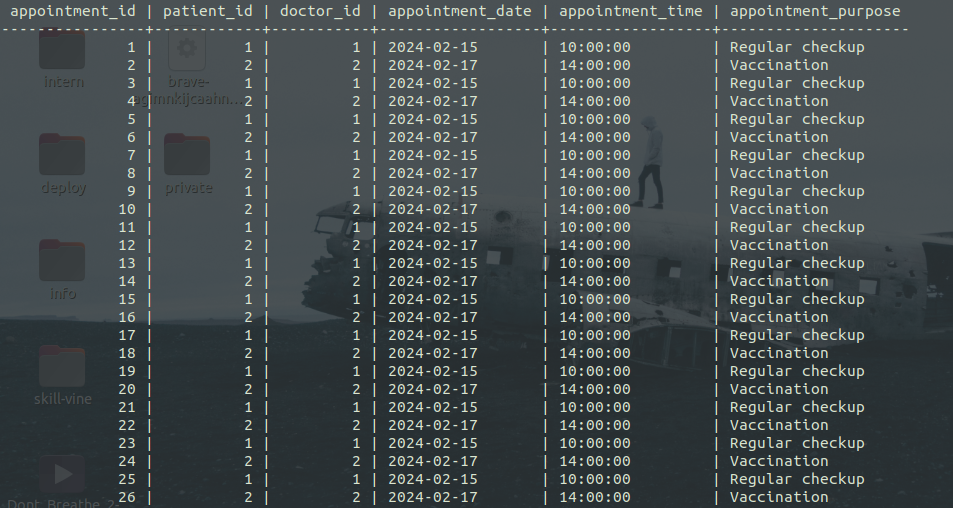 appointment_id | patient_id | doctor_id | appointment_date | appointment_time | appointment_purpose
----------------+------------+-----------+------------------+------------------+---------------------
1 | 1 | 1 | 2024-02-15 | 10:00:00 | Regular checkup
2 | 2 | 2 | 2024-02-17 | 14:00:00 | Vaccination
3 | 1 | 1 | 2024-02-15 | 10:00:00 | Regular checkup
4 | 2 | 2 | 2024-02-17 | 14:00:00 | Vaccination
5 | 1 | 1 | 2024-02-15 | 10:00:00 | Regular checkup
6 | 2 | 2 | 2024-02-17 | 14:00:00 | Vaccination
7 | 1 | 1 | 2024-02-15 | 10:00:00 | Regular checkup
8 | 2 | 2 | 2024-02-17 | 14:00:00 | Vaccination
9 | 1 | 1 | 2024-02-15 | 10:00:00 | Regular checkup
10 | 2 | 2 | 2024-02-17 | 14:00:00 | Vaccination
11 | 1 | 1 | 2024-02-15 | 10:00:00 | Regular checkup
12 | 2 | 2 | 2024-02-17 | 14:00:00 | Vaccination
13 | 1 | 1 | 2024-02-15 | 10:00:00 | Regular checkup
14 | 2 | 2 | 2024-02-17 | 14:00:00 | Vaccination
15 | 1 | 1 | 2024-02-15 | 10:00:00 | Regular checkup
16 | 2 | 2 | 2024-02-17 | 14:00:00 | Vaccination
17 | 1 | 1 | 2024-02-15 | 10:00:00 | Regular checkup
18 | 2 | 2 | 2024-02-17 | 14:00:00 | Vaccination
19 | 1 | 1 | 2024-02-15 | 10:00:00 | Regular checkup
20 | 2 | 2 | 2024-02-17 | 14:00:00 | Vaccination
21 | 1 | 1 | 2024-02-15 | 10:00:00 | Regular checkup
22 | 2 | 2 | 2024-02-17 | 14:00:00 | Vaccination
23 | 1 | 1 | 2024-02-15 | 10:00:00 | Regular checkup
24 | 2 | 2 | 2024-02-17 | 14:00:00 | Vaccination
25 | 1 | 1 | 2024-02-15 | 10:00:00 | Regular checkup
26 | 2 | 2 | 2024-02-17 | 14:00:00 | Vaccination
intern
brave-
deploy
private
info
skill-vine
Dont_Breathe_2-